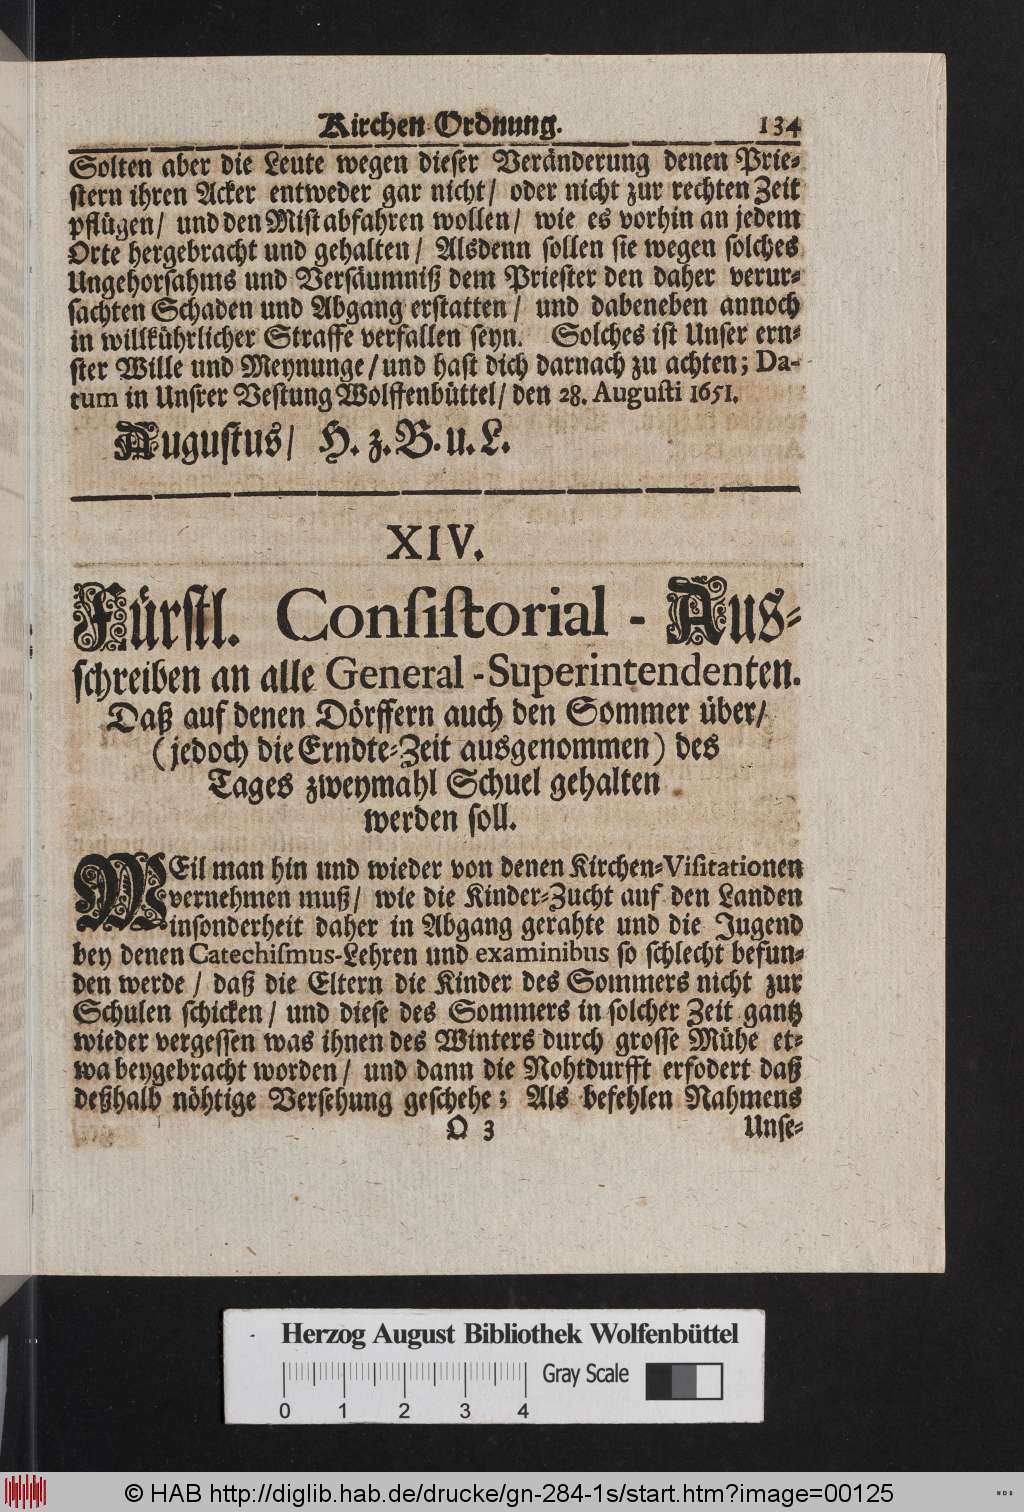 Kirchen Ordnung. 134
Solten aber die Leute wegen dieser Veränderung denen Prie-
stern ihren Acker entweder gar nicht/ oder nicht zur rechten Zeit
pflügen/ und den Mist abfahren wollen/ wie es vorhin an jedem
Orte hergebracht und gehalten/ Alsdenn sollen sie wegen solches
Ungehorsahms und Versäumniß dem Priester den daher verur-
sachten Schaden und Abgang erstatten/ und dabeneben annoch
in willkührlicher Straffe verfallen seyn. Solches ist Unser ern-
ster Wille und Meynunge/ und hast dich darnach zu achten; Da-
tum in Unsrer Vestung Wolffenbüttel/ den 28. Augusti 1651.
Augustus/ H. z. B. u. L.
XIV.
Fürstl. Consistorial-Aus-
schreiben an alle General-Superintendenten.
Daß auf denen Dörffern auch den Sommer über/
(jedoch die Erndte-Zeit ausgenommen) des
Tages zweymahl Schuel gehalten
werden soll.
WEil man hin und wieder von denen Kirchen-Visitationen
vernehmen muß/ wie die Kinder-Zucht auf den Landen
insonderheit daher in Abgang gerahte und die Jugend
bey denen Catechismus-Lehren und examinibus so schlecht befun-
den werde/ daß die Eltern die Kinder des Sommers nicht zur
Schulen schicken/ und diese des Sommers in solcher Zeit gantz
wieder vergessen was ihnen des Winters durch grosse Mühe et-
wa beygebracht worden/ und dann die Nohtdurfft erfodert daß
deßhalb nöhtige Versehung geschehe; Als befehlen Nahmens
O 3 Unse-
Herzog August Bibliothek Wolfenbüttel
Gray Scale
0 1 2 3 4
© HAB http://diglib.hab.de/drucke/gn-284-1s/start.htm?image=00125